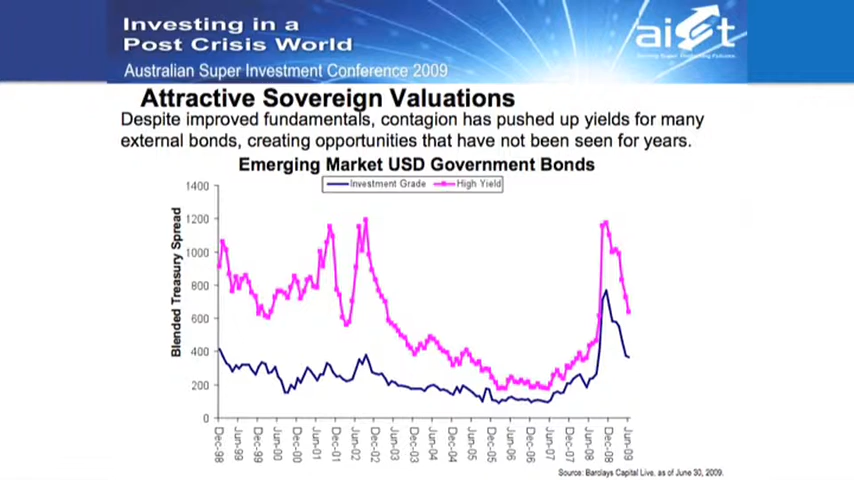 Investing in a
Post Crisis World
Australian Super Investment Conference 2009
aist
Attractive Sovereign Valuations
Despite improved fundamentals, contagion has pushed up yields for many
external bonds, creating opportunities that have not been seen for years.
Emerging Market USD Government Bonds
Investment Grade
High Yield
Blended Treasury Spread
1400
1200
1000
800
600
400
200
0
Dec-98
Jun-99
Dec-99
Jun-00
Dec-00
Jun-01
Dec-01
Jun-02
Dec-02
Jun-03
Dec-03
Jun-04
Dec-04
Jun-05
Dec-05
Jun-06
Dec-06
Jun-07
Dec-07
Jun-08
Dec-08
Jun-09
Source: Barclays Capital Live, as of June 30, 2009.